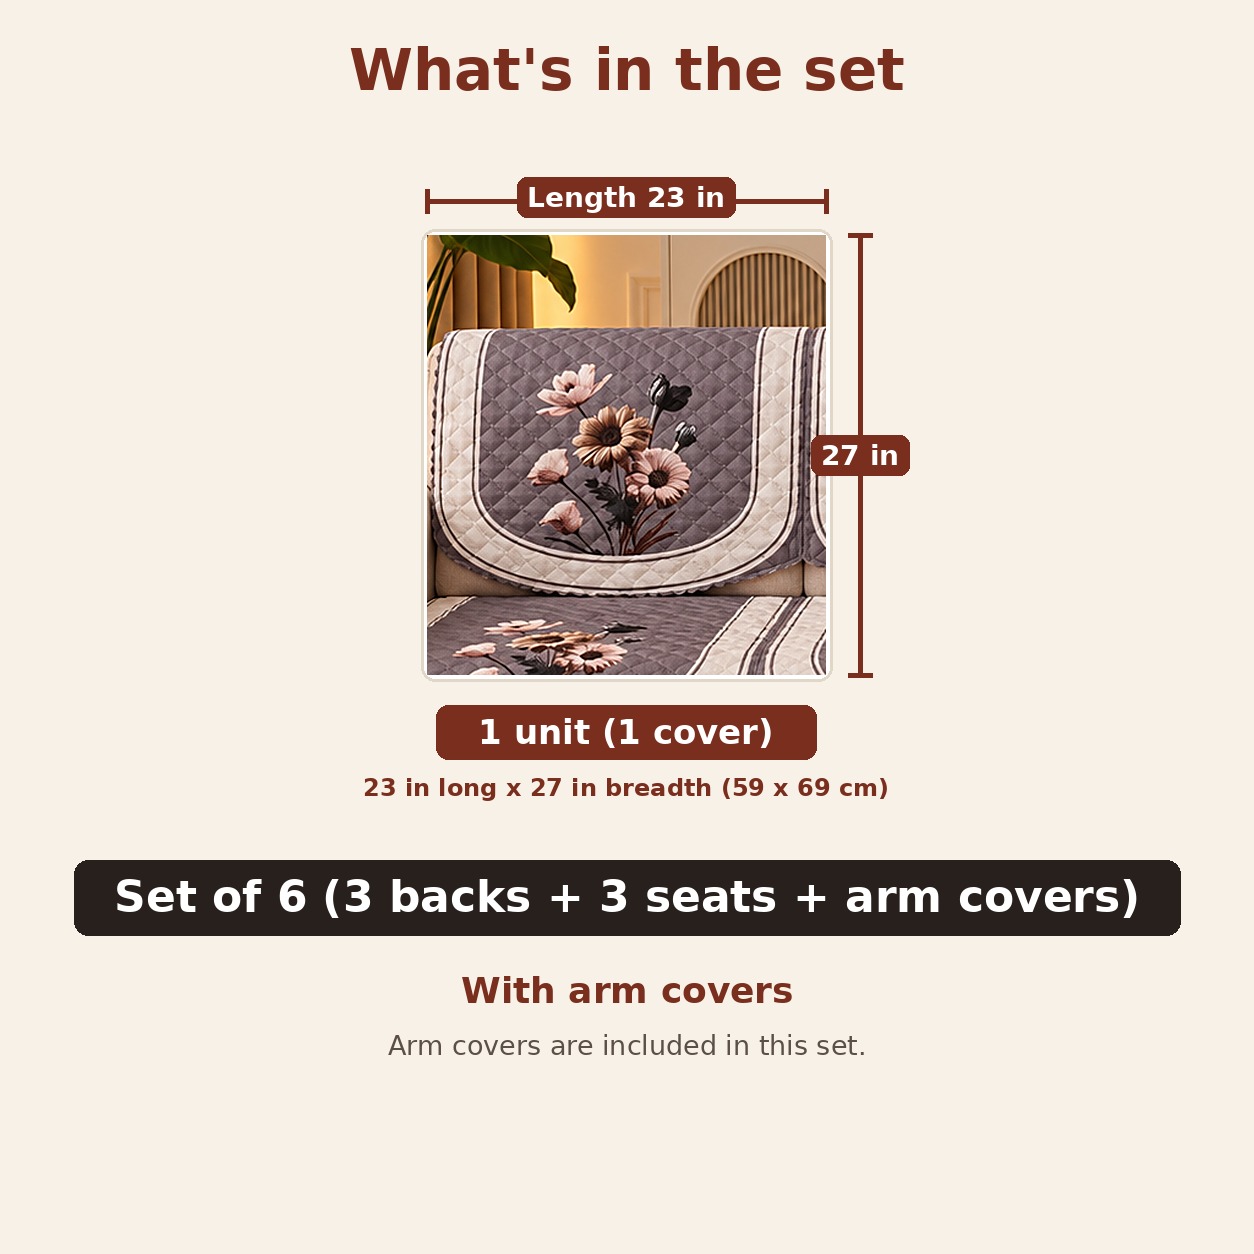 What's in the set
Length 23 in
27 in
1 unit (1 cover)
23 in long x 27 in breadth (59 x 69 cm)
Set of 6 (3 backs + 3 seats + arm covers)
With arm covers
Arm covers are included in this set.